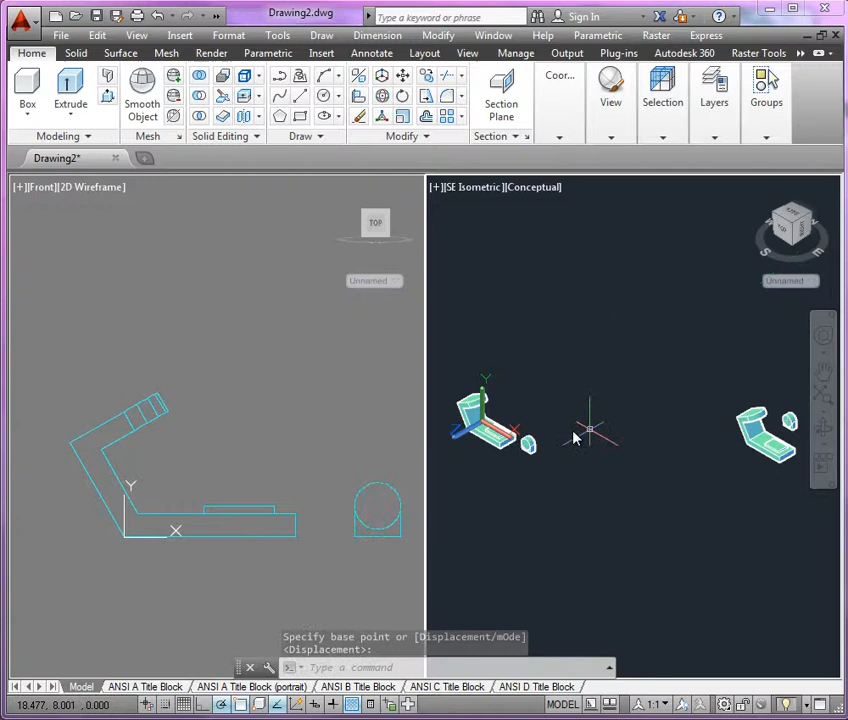 Drawing2.dwg
Type a keyword or phrase
Sign In
File Edit View Insert Format Tools Draw Dimension Modify Window Help Parametric Raster Express
Home Solid Surface Mesh Render Parametric Insert Annotate Layout View Manage Output Plug-ins Autodesk 360 Raster Tools
Box Extrude Smooth Object Section Plane Coor... View Selection Layers Groups
Modeling Mesh Solid Editing Draw Modify Section
Drawing2*
[+][Front][2D Wireframe]
[+][SE Isometric][Conceptual]
TOP
Unnamed
S E
TOP RIGHT
Unnamed
Y
X
Y
X
Z
Specify base point or [Displacement/mOde]
<Displacement>:
Type a command
Model ANSI A Title Block ANSI A Title Block (portrait) ANSI B Title Block ANSI C Title Block ANSI D Title Block
18.477, 8.001, 0.000
MODEL
1:1